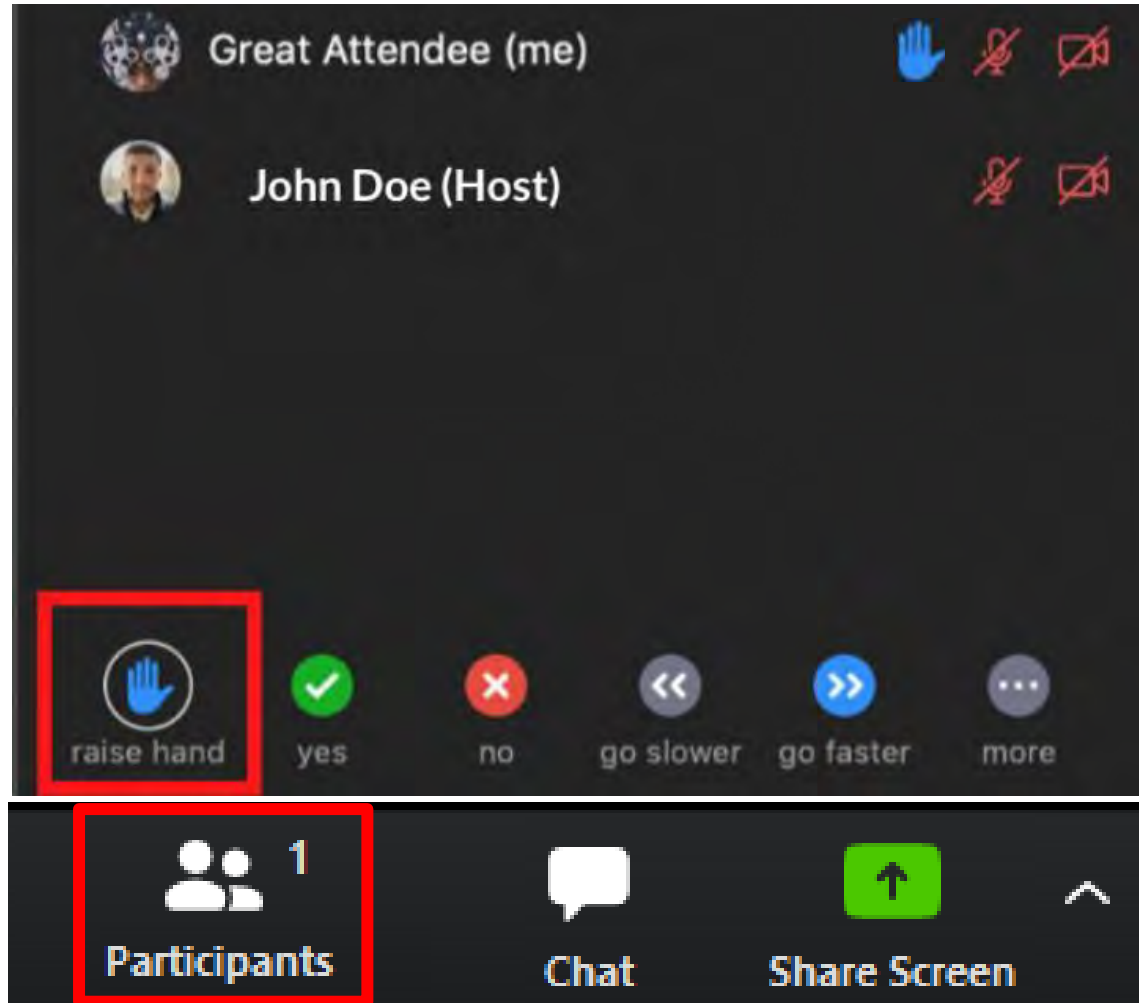 Great Attendee (me)
John Doe (Host)
raise hand yes no go slower go faster more
1
Participants Chat Share Screen